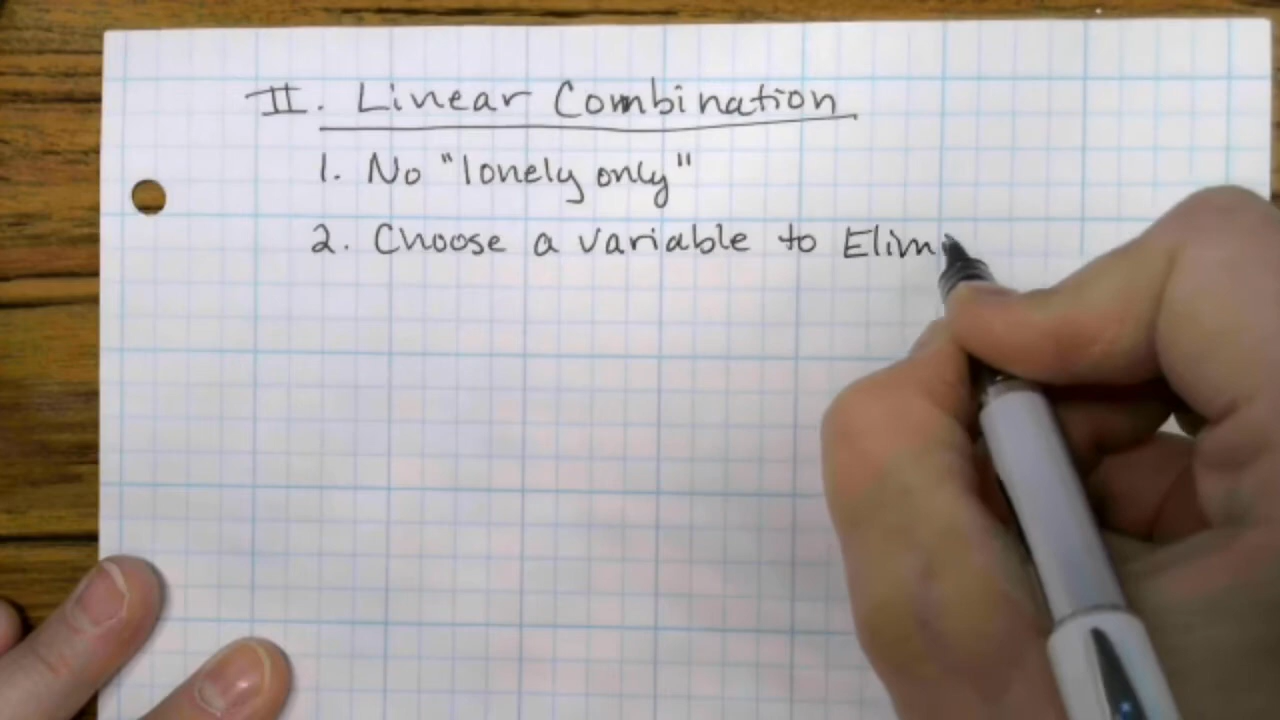 II. Linear Combination
1. No "lonely only"
2. Choose a variable to Elim